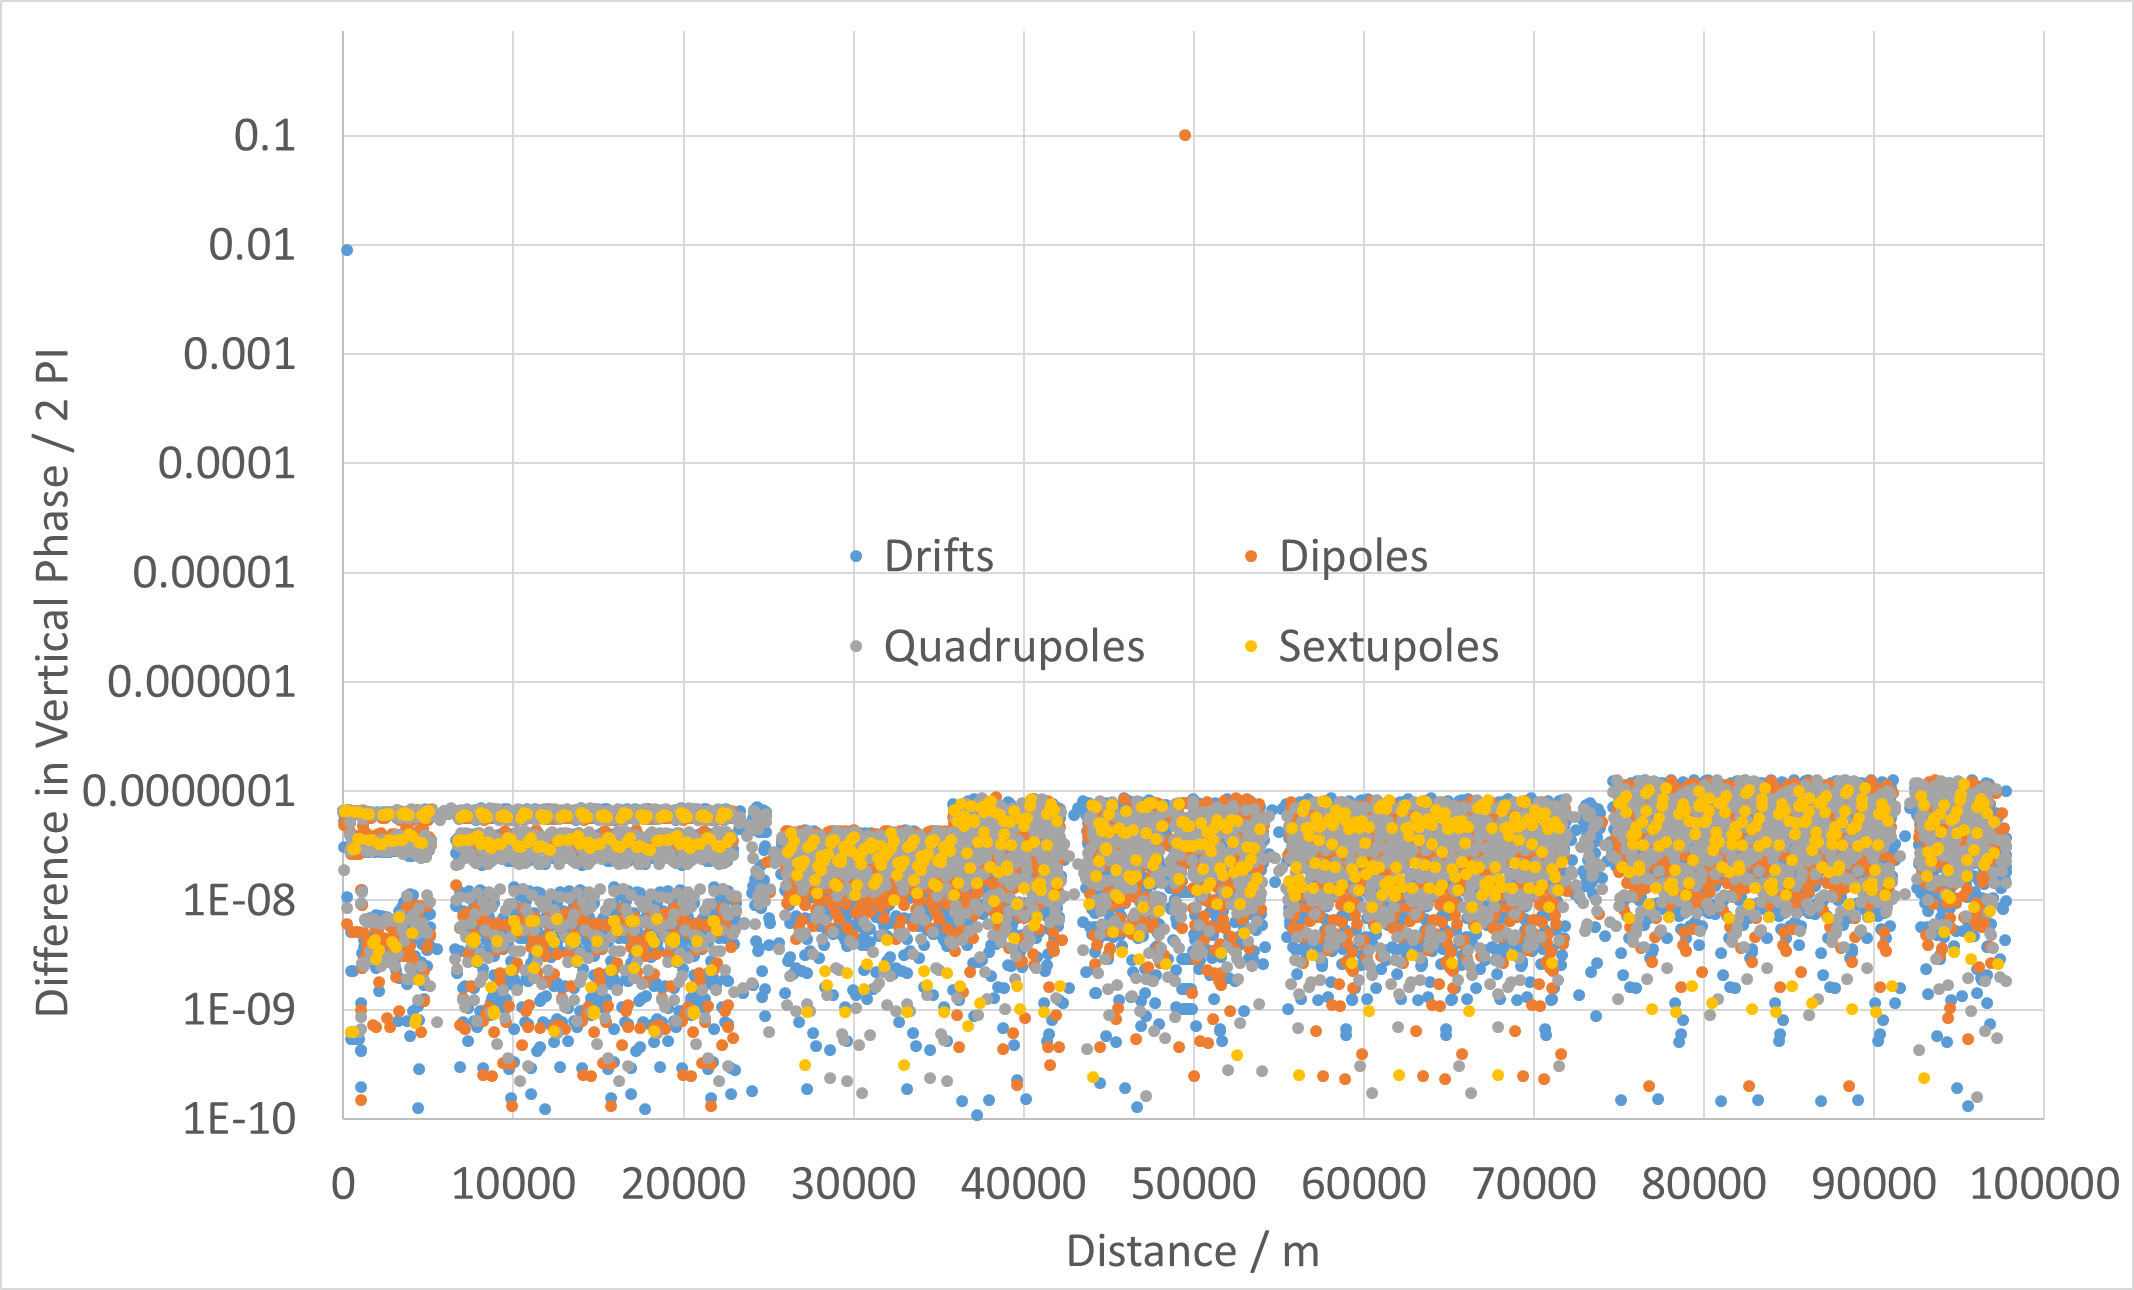 0.1
0.01
0.001
0.0001
0.00001
0.000001
0.0000001
1E-08
1E-09
1E-10
Difference in Vertical Phase / 2 PI
Drifts Dipoles
Quadrupoles Sextupoles
0 10000 20000 30000 40000 50000 60000 70000 80000 90000 100000
Distance / m